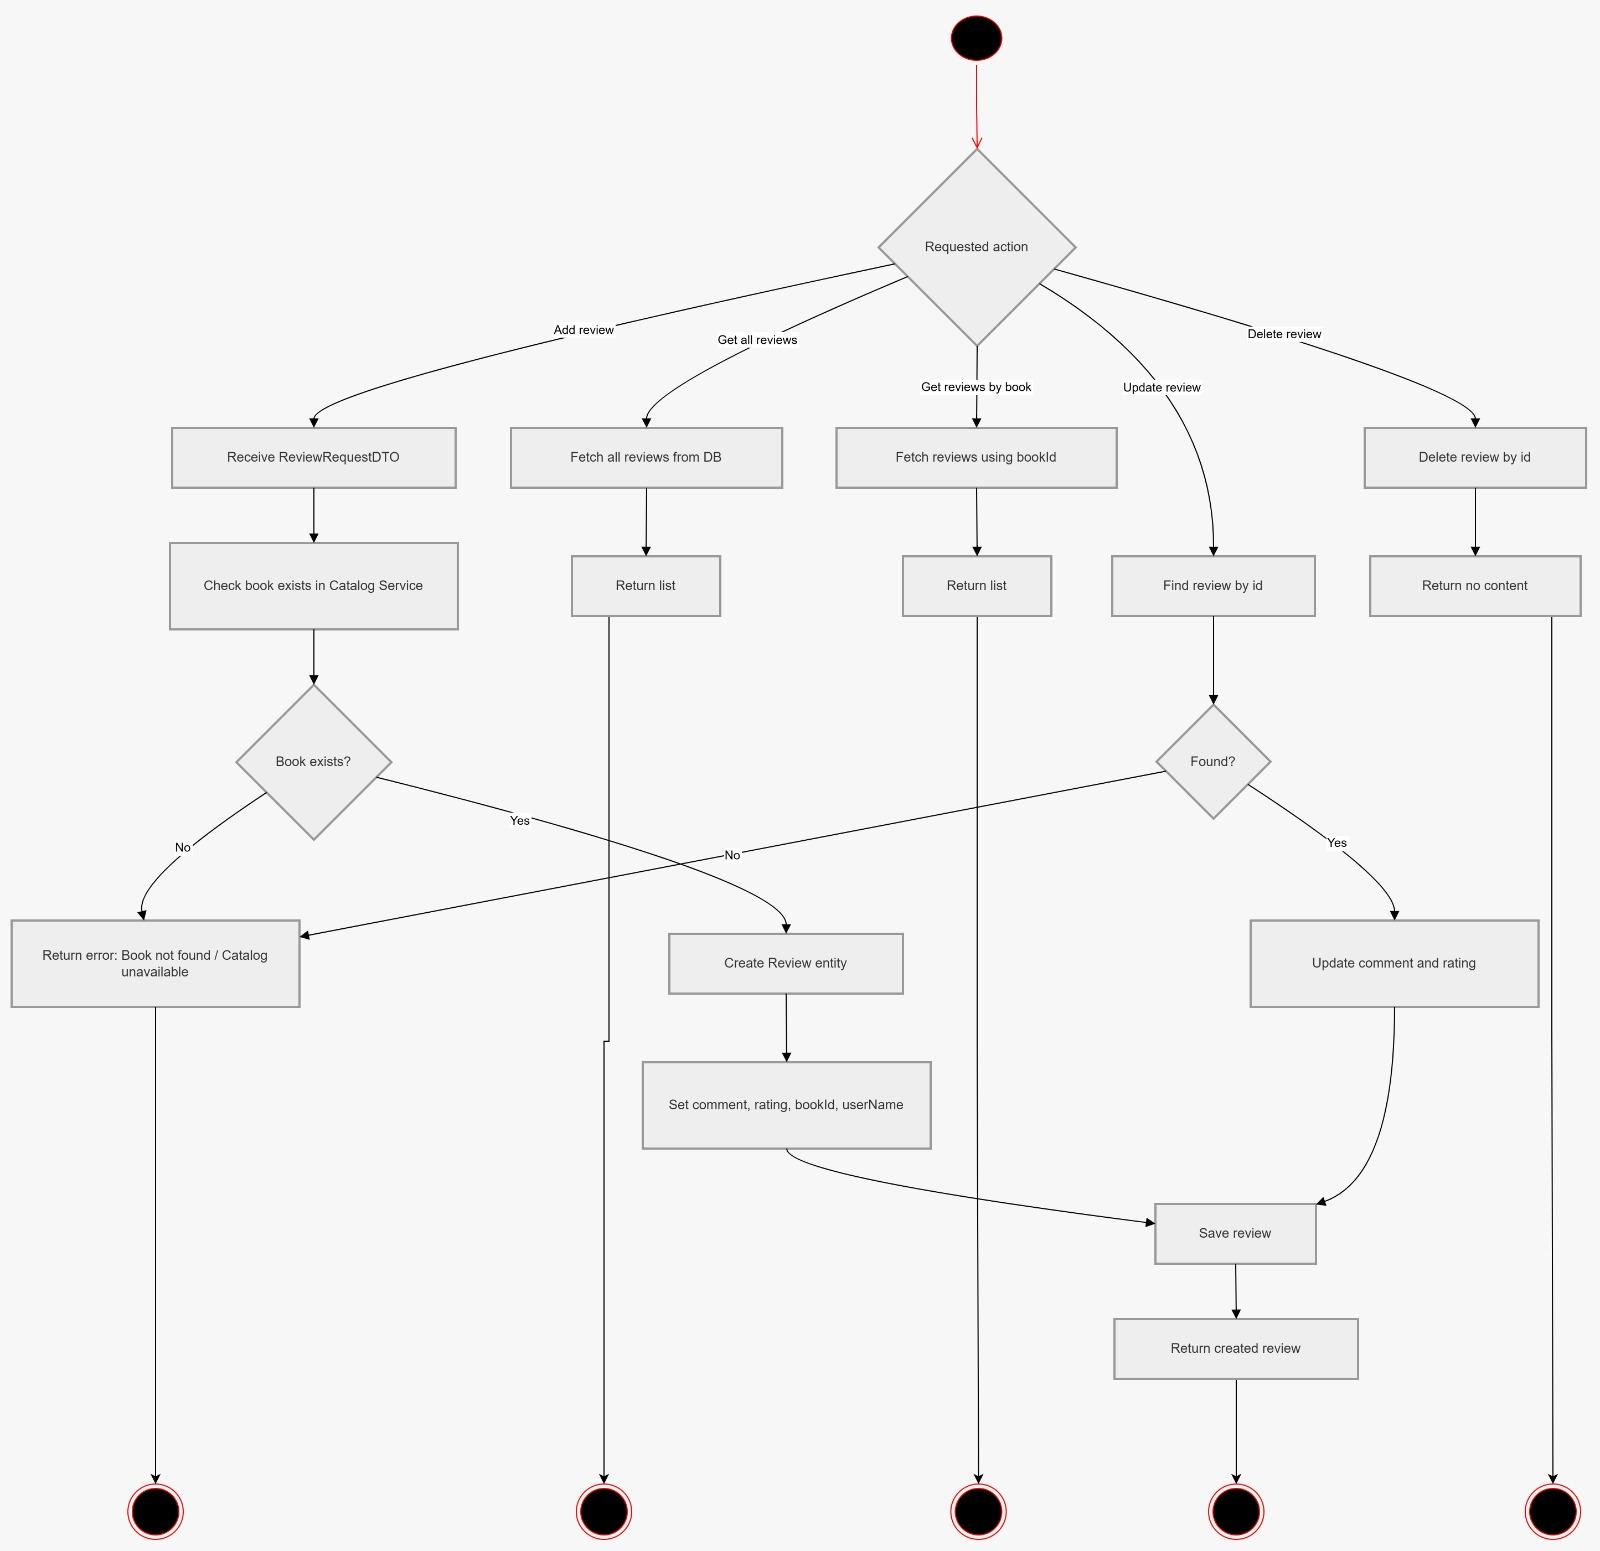 Requested action
Add review
Get all reviews
Get reviews by book
Update review
Delete review
Receive ReviewRequestDTO
Fetch all reviews from DB
Fetch reviews using bookId
Delete review by id
Check book exists in Catalog Service
Return list
Return list
Find review by id
Return no content
Book exists?
Found?
No
Yes
No
Yes
Return error: Book not found / Catalog
unavailable
Create Review entity
Update comment and rating
Set comment, rating, bookId, userName
Save review
Return created review